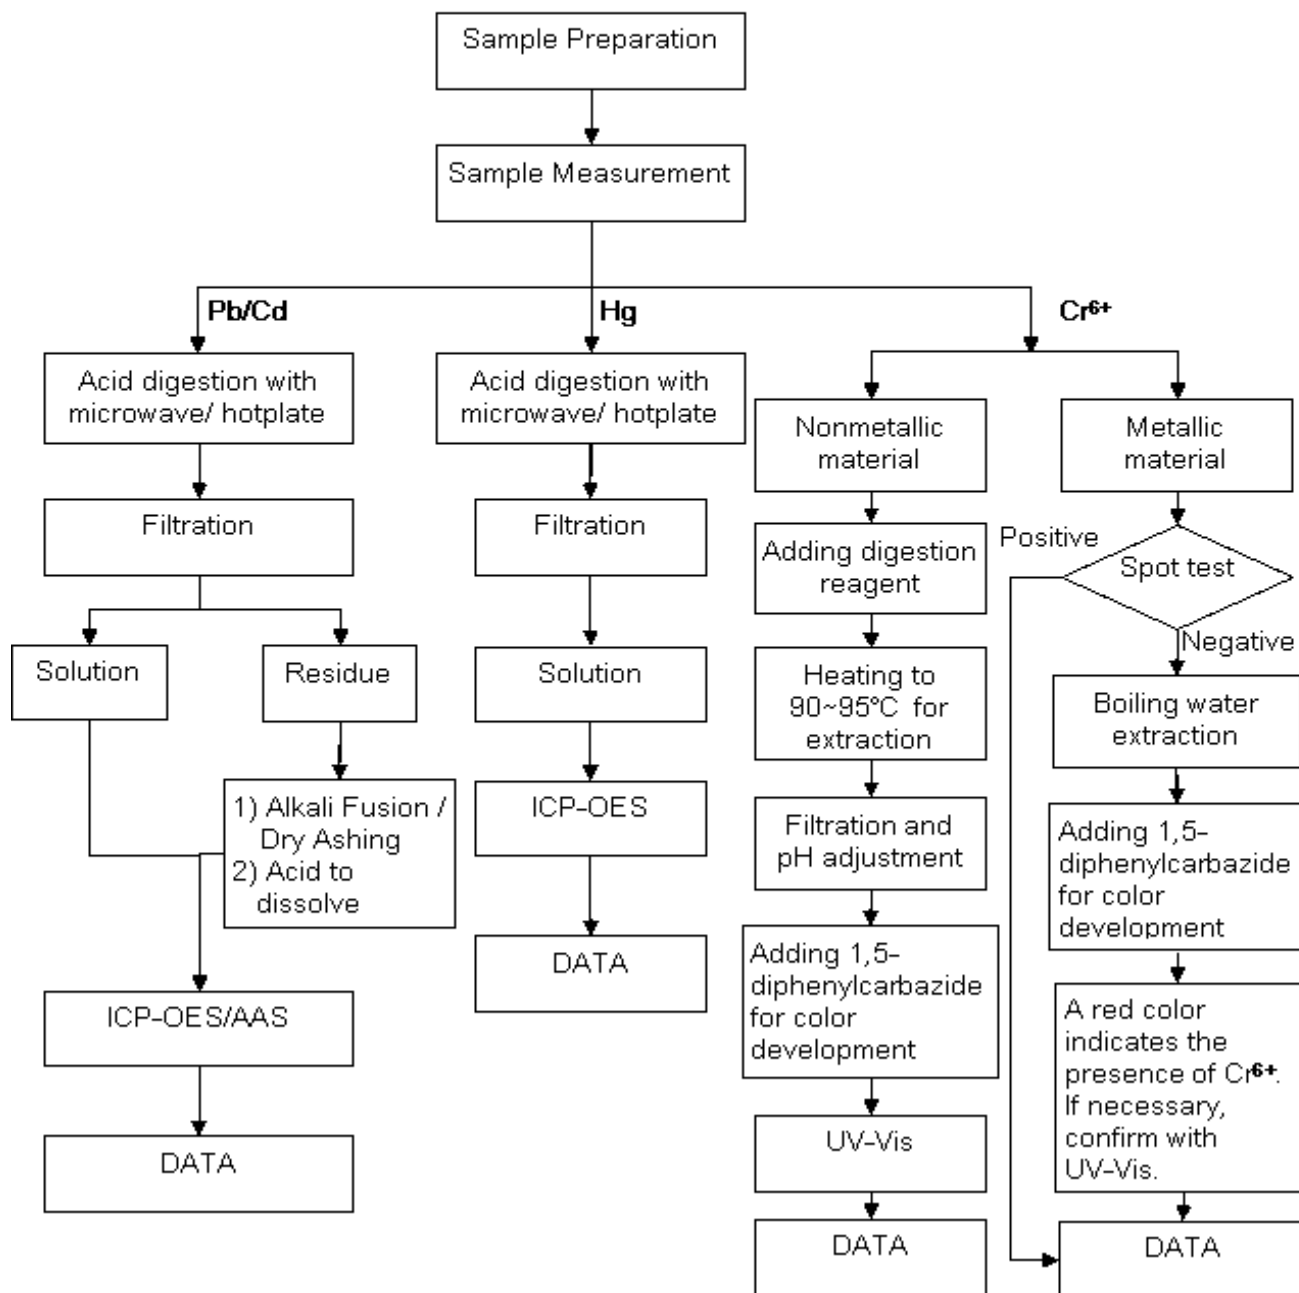 Sample Preparation
Sample Measurement
Pb/Cd
Hg
Cr⁶⁺
Acid digestion with
microwave/ hotplate
Filtration
Solution
Residue
1) Alkali Fusion /
Dry Ashing
2) Acid to
dissolve
ICP-OES/AAS
DATA
Acid digestion with
microwave/ hotplate
Filtration
Solution
ICP-OES
DATA
Nonmetallic
material
Adding digestion
reagent
Heating to
90~95°C for
extraction
Filtration and
pH adjustment
Adding 1,5-
diphenylcarbazide
for color
development
UV-Vis
DATA
Metallic
material
Positive
Spot test
Negative
Boiling water
extraction
Adding 1,5-
diphenylcarbazide
for color
development
A red color
indicates the
presence of Cr⁶⁺.
If necessary,
confirm with
UV-Vis.
DATA